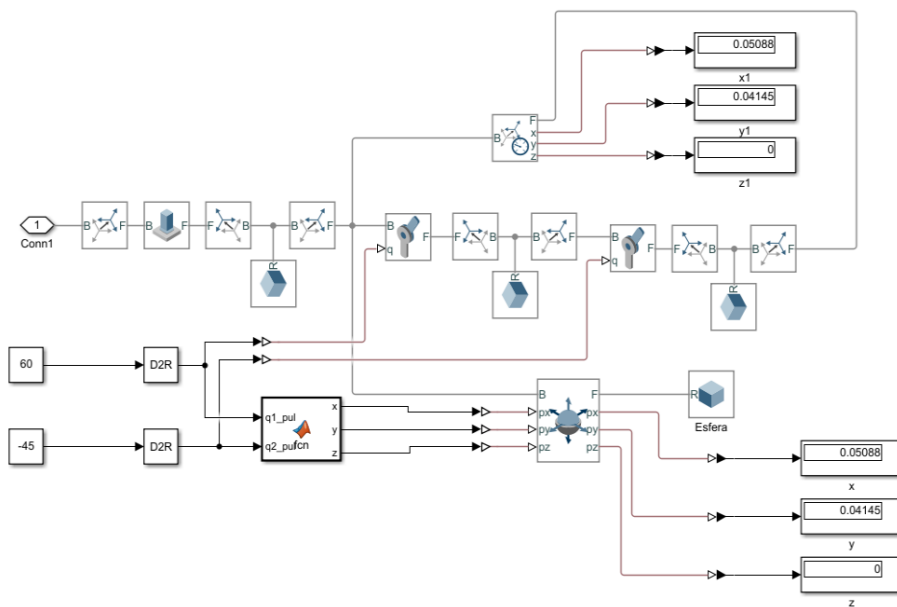 0.05088
x1
0.04145
y1
0
z1
B
F
x
y
z
1
Conn1
B F
B F
F B
B F
R
B
q
F
F B
B F
R
B
q
F
F B
R
B F
60
D2R
-45
D2R
q1_pul
q2_pul
fcn
x
y
z
B F
px px
py py
pz pz
R
Esfera
0.05088
x
0.04145
y
0
z